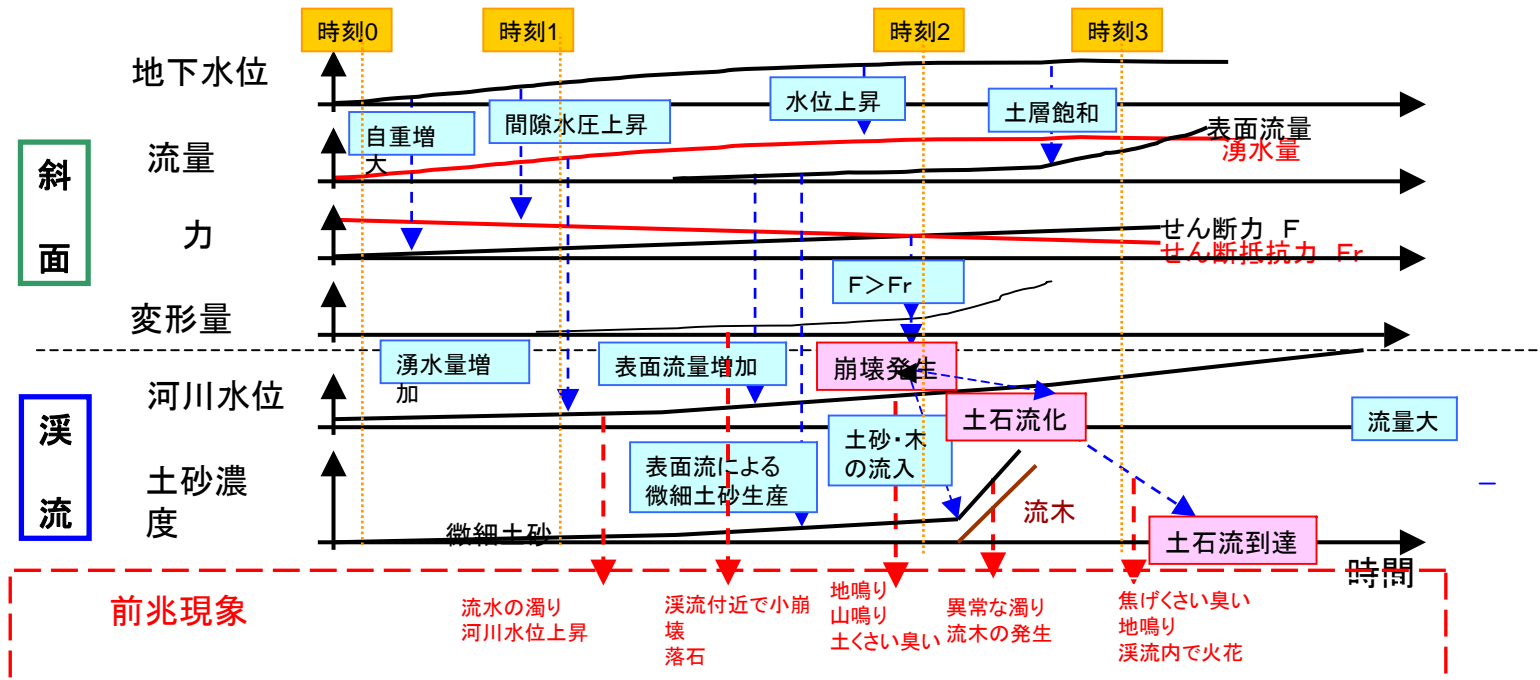 時刻0
時刻1
時刻2
時刻3
地下水位
自重増
大
間隙水圧上昇
水位上昇
土層飽和
斜
面
流量
表面流量
湧水量
力
せん断力 F
せん断抵抗力 Fr
F>Fr
変形量
湧水量増
加
表面流量増加
崩壊発生
河川水位
土石流化
流量大
渓
流
土砂・木
の流入
表面流による
微細土砂生産
土砂濃
度
微細土砂
流木
土石流到達
時間
前兆現象
流水の濁り
河川水位上昇
渓流付近で小崩
壊
落石
地鳴り
山鳴り
土くさい臭い
異常な濁り
流木の発生
焦げくさい臭い
地鳴り
渓流内で火花